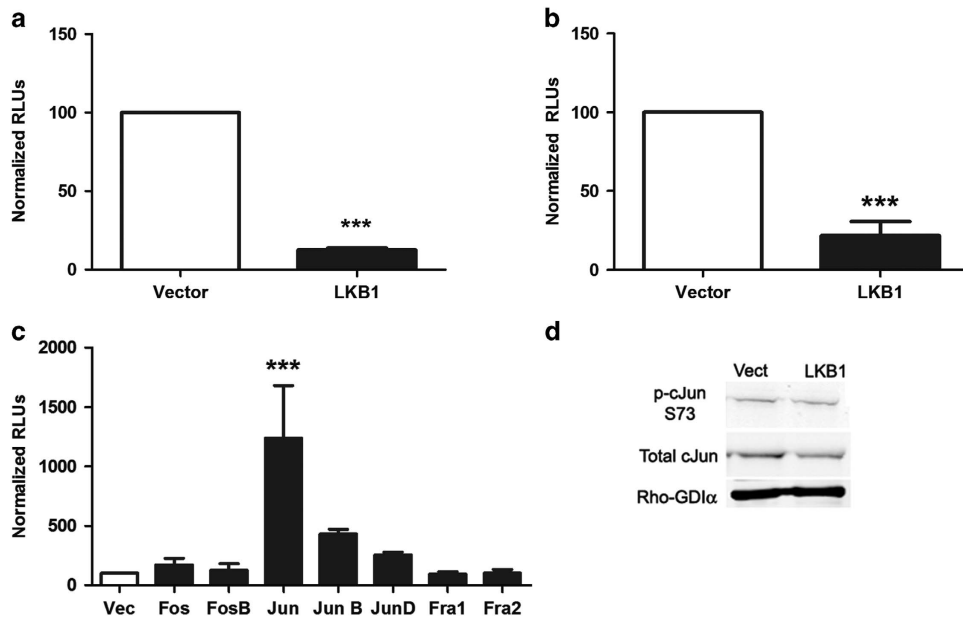 a
150
100
50
0
Normalized RLUs
***
Vector LKB1
b
150
100
50
0
Normalized RLUs
***
Vector LKB1
c
2000
1500
1000
500
0
Normalized RLUs
***
Vec Fos FosB Jun Jun B JunD Fra1 Fra2
d
Vect LKB1
p-cJun
S73
Total cJun
Rho-GDIα